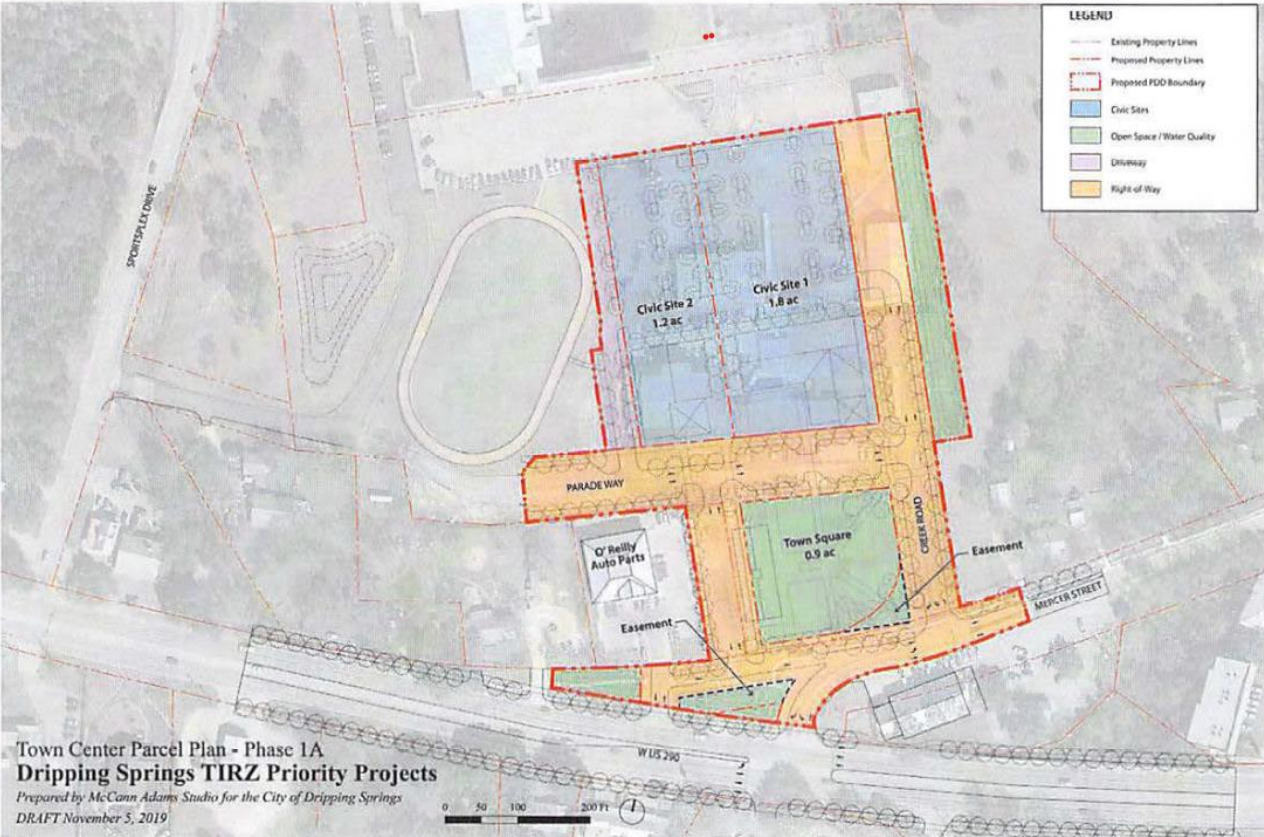 LEGEND
Existing Property Lines
Proposed Property Lines
Proposed PDD Boundary
Civic Sites
Open Space / Water Quality
Driveway
Right-of-Way
SPORTSPLEX DRIVE
Civic Site 2
1.2 ac
Civic Site 1
1.8 ac
PARADE WAY
O' Reilly
Auto Parts
Town Square
0.9 ac
CREEK ROAD
Easement
MERCER STREET
Easement
W US 290
Town Center Parcel Plan - Phase 1A
Dripping Springs TIRZ Priority Projects
Prepared by McCann Adams Studio for the City of Dripping Springs
DRAFT November 5, 2019
0 50 100 200 Ft